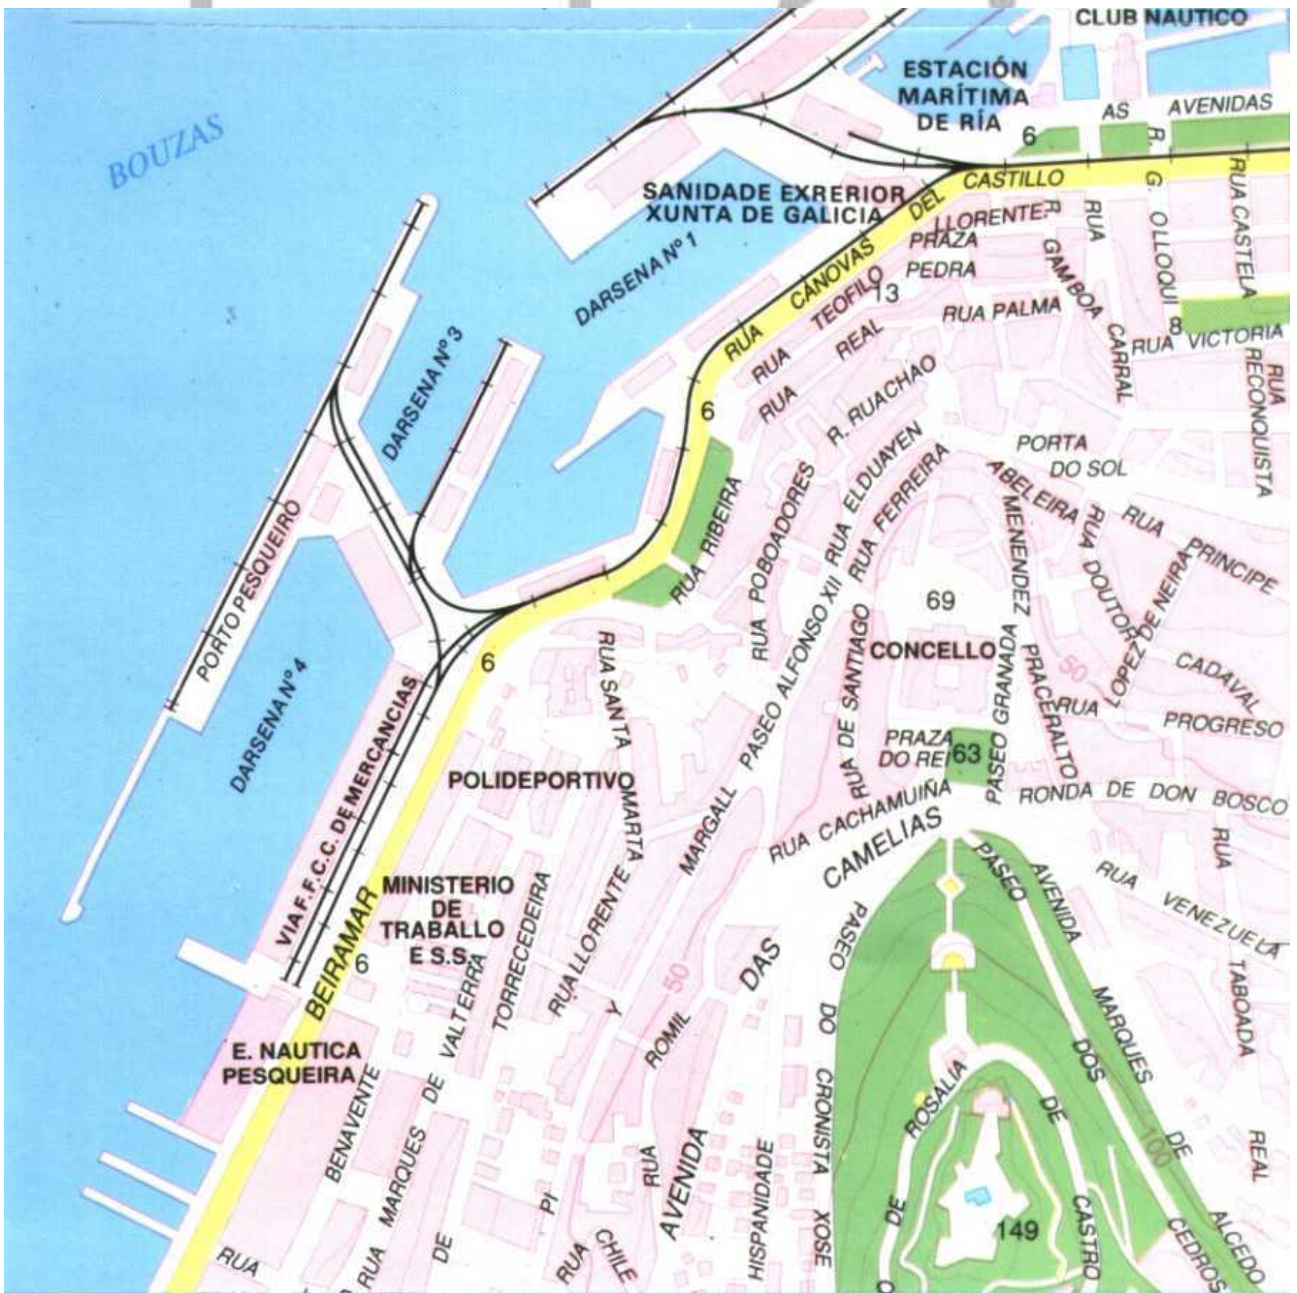 CLUB NAUTICO
ESTACIÓN
MARÍTIMA
DE RÍA
AS AVENIDAS
6
BOUZAS
SANIDADE EXRERIOR
XUNTA DE GALICIA
RUA CÁNOVAS DEL CASTILLO
LLORENTE
PRAZA
PEDRA
13
R. GAMBOA
RUA CARRAL
R. G. OLLOQUI
RUA CASTELA
8
RUA VICTORIA
RUA RECONQUISTA
DARSENA Nº 1
RUA TEOFILO
RUA REAL
RUA PALMA
R. RUACHAO
DARSENA Nº 3
6
PORTA
DO SOL
RUA ELDUAYEN
RUA FERREIRA
ABELEIRA MENENDEZ
RUA PRINCIPE
RUA DOUTOR
LOPEZ DE NEIRA
RUA RIBEIRA
RUA POBOADORES
PORTO PESQUEIRO
PASEO ALFONSO XII
RUA DE SANTIAGO
69
CONCELLO
PASEO GRANADA
PRACERALTO
50
CADAVAL
RUA PROGRESO
6
RUA SANTA MARTA
DARSENA Nº 4
VIA F.F.C.C. DE MERCANCIAS
POLIDEPORTIVO
PRAZA
DO REI
63
RONDA DE DON BOSCO
RUA CACHAMUIÑA
RUA TABOADA REAL
RUA VENEZUELA
MINISTERIO
DE
TRABALLO
E S.S.
BEIRAMAR
6
TORRECEDEIRA
RUA LLORENTE
PI Y MARGALL
50
RUA ROMIL
AVENIDA DAS CAMELIAS
PASEO DO CRONISTA XOSE
PASEO DOS CEDROS
AVENIDA MARQUES DE ALCEDO
100
E. NAUTICA
PESQUEIRA
BENAVENTE
RUA MARQUES DE VALTERRA
DE
RUA
RUA CHILE
HISPANIDADE
DE ROSALIA DE CASTRO
149